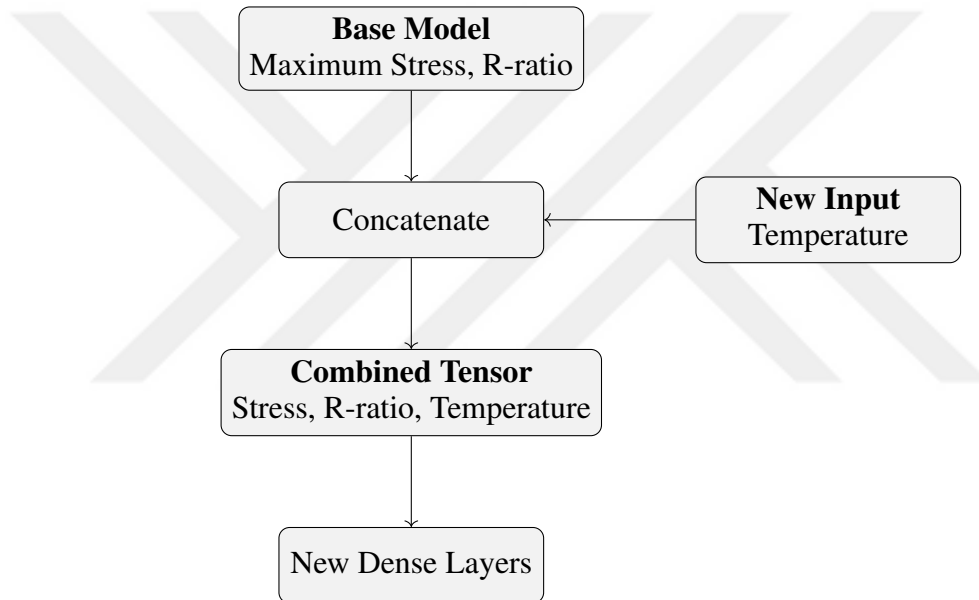 Base Model
Maximum Stress, R-ratio
Concatenate
New Input
Temperature
Combined Tensor
Stress, R-ratio, Temperature
New Dense Layers